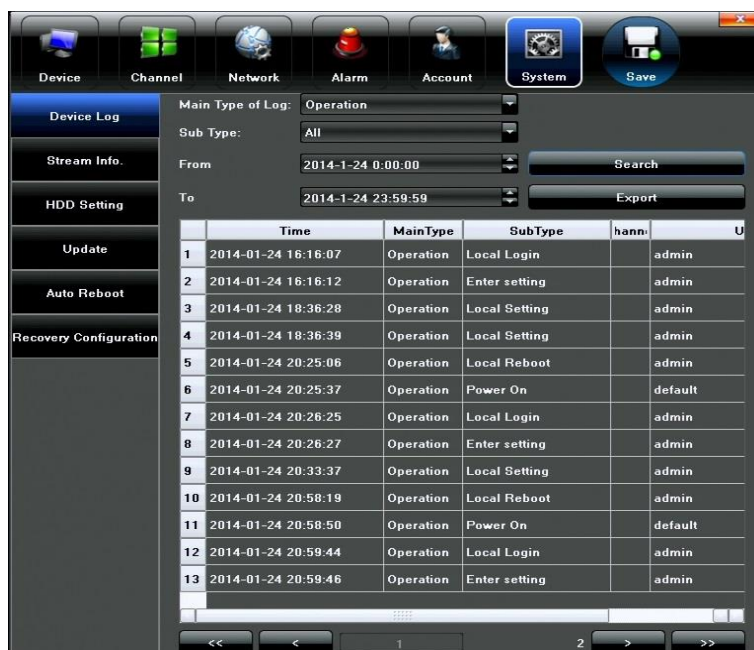 Device Channel Network Alarm Account System Save
Device Log
Stream Info.
HDD Setting
Update
Auto Reboot
Recovery Configuration
Main Type of Log: Operation
Sub Type: All
From 2014-1-24 0:00:00 Search
To 2014-1-24 23:59:59 Export
Time MainType SubType hann U
1 2014-01-24 16:16:07 Operation Local Login admin
2 2014-01-24 16:16:12 Operation Enter setting admin
3 2014-01-24 18:36:28 Operation Local Setting admin
4 2014-01-24 18:36:39 Operation Local Setting admin
5 2014-01-24 20:25:06 Operation Local Reboot admin
6 2014-01-24 20:25:37 Operation Power On default
7 2014-01-24 20:26:25 Operation Local Login admin
8 2014-01-24 20:26:27 Operation Enter setting admin
9 2014-01-24 20:33:37 Operation Local Setting admin
10 2014-01-24 20:58:19 Operation Local Reboot admin
11 2014-01-24 20:58:50 Operation Power On default
12 2014-01-24 20:59:44 Operation Local Login admin
13 2014-01-24 20:59:46 Operation Enter setting admin
<< < 1 2 > >>